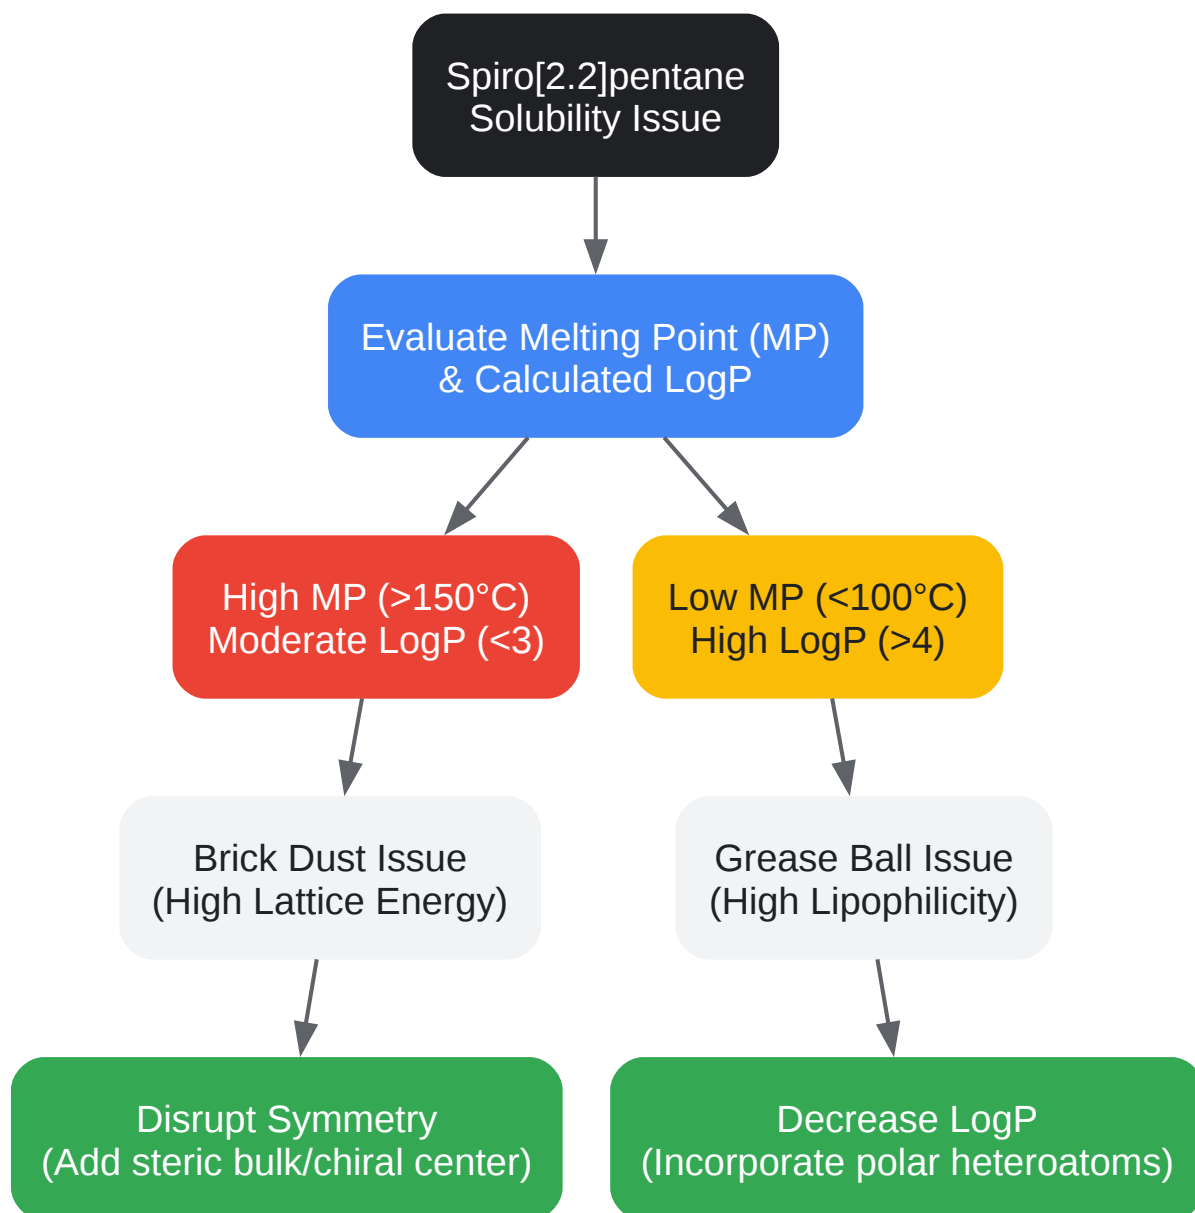 Spiro[2.2]pentane
Solubility Issue
Evaluate Melting Point (MP)
& Calculated LogP
High MP (>150°C)
Moderate LogP (<3)
Low MP (<100°C)
High LogP (>4)
Brick Dust Issue
(High Lattice Energy)
Grease Ball Issue
(High Lipophilicity)
Disrupt Symmetry
(Add steric bulk/chiral center)
Decrease LogP
(Incorporate polar heteroatoms)